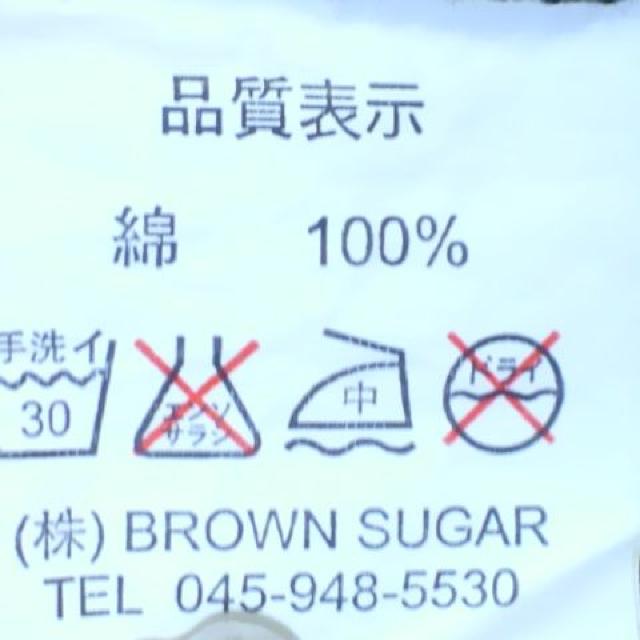 品質表示
綿 100%
手洗イ
30
エンソ
サラシ
中
ドライ
(株) BROWN SUGAR
TEL 045-948-5530